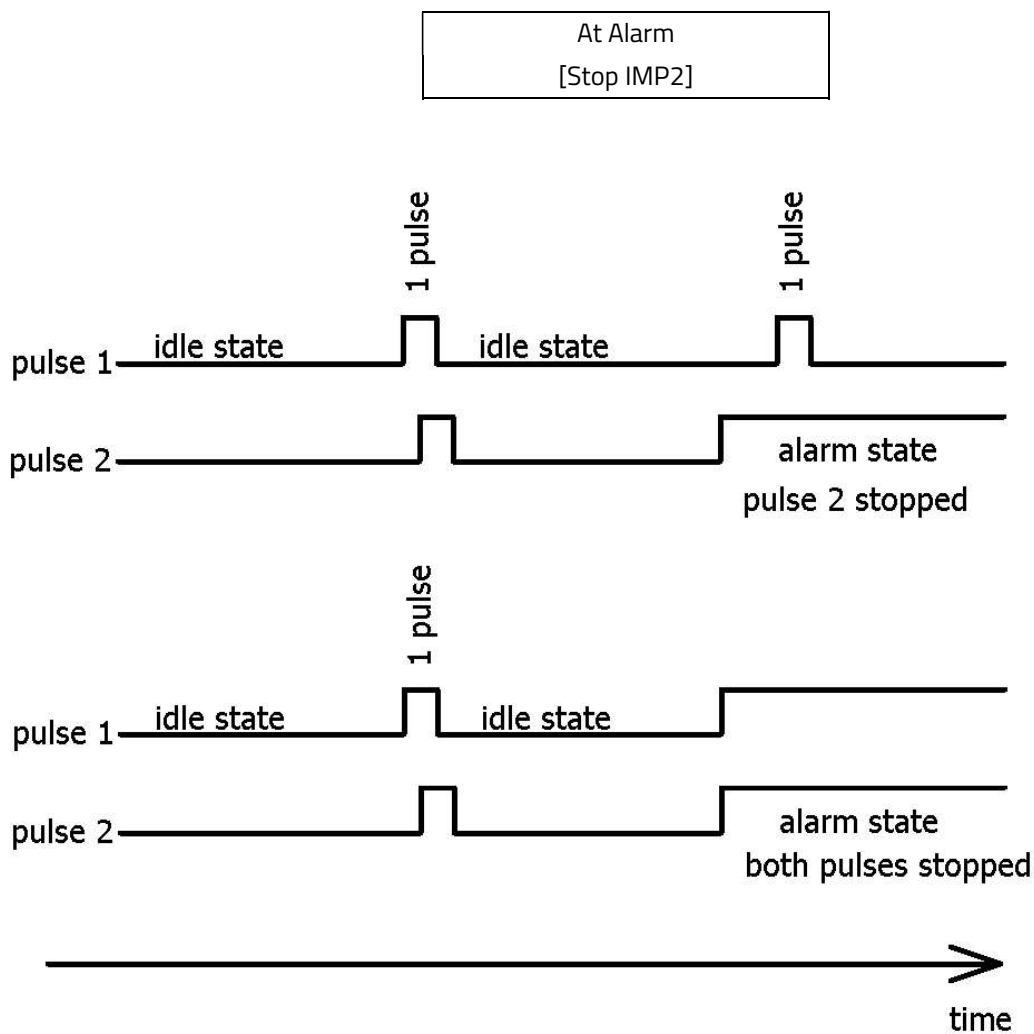 At Alarm
[Stop IMP2]
1 pulse
1 pulse
pulse 1
idle state
idle state
pulse 2
alarm state
pulse 2 stopped
1 pulse
pulse 1
idle state
idle state
pulse 2
alarm state
both pulses stopped
time